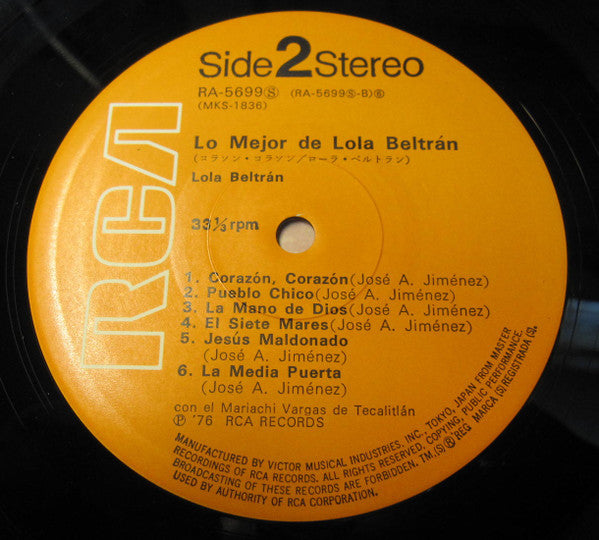 Side 2 Stereo
RA-5699Ⓢ (RA-5699Ⓢ-B)⑥
(MKS-1836)
Lo Mejor de Lola Beltrán
(コラソン・コラソン/ローラ・ベルトラン)
Lola Beltrán
33⅓ rpm
RCA
1. Corazón, Corazón (José A. Jiménez)
2. Pueblo Chico (José A. Jiménez)
3. La Mano de Dios (José A. Jiménez)
4. El Siete Mares (José A. Jiménez)
5. Jesús Maldonado
(José A. Jiménez)
6. La Media Puerta
(José A. Jiménez)
con el Mariachi Vargas de Tecalitlán
Ⓟ '76 RCA RECORDS
MANUFACTURED BY VICTOR MUSICAL INDUSTRIES, INC. TOKYO, JAPAN FROM MASTER
RECORDINGS OF RCA RECORDS. ALL RIGHTS RESERVED. COPYING, PUBLIC PERFORMANCE,
BROADCASTING OF THESE RECORDS ARE FORBIDDEN. TM(S)® REG MARCA(S) REGISTRADA(S).
USED BY AUTHORITY OF RCA CORPORATION.